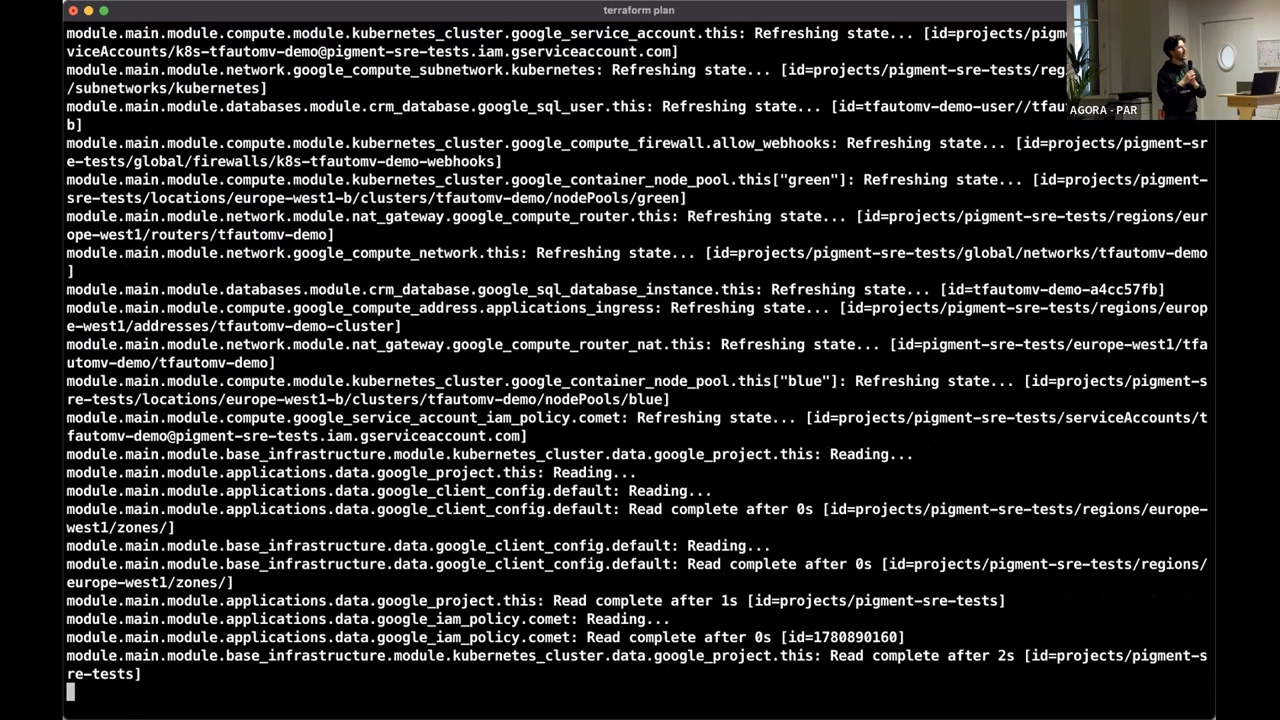 terraform plan
module.main.module.compute.module.kubernetes_cluster.google_service_account.this: Refreshing state... [id=projects/pigm
viceAccounts/k8s-tfautomv-demo@pigment-sre-tests.iam.gserviceaccount.com]
module.main.module.network.google_compute_subnetwork.kubernetes: Refreshing state... [id=projects/pigment-sre-tests/reg
/subnetworks/kubernetes]
module.main.module.databases.module.crm_database.google_sql_user.this: Refreshing state... [id=tfautomv-demo-user//tfau
b]
AGORA - PAR
module.main.module.compute.module.kubernetes_cluster.google_compute_firewall.allow_webhooks: Refreshing state... [id=projects/pigment-sr
e-tests/global/firewalls/k8s-tfautomv-demo-webhooks]
module.main.module.compute.module.kubernetes_cluster.google_container_node_pool.this["green"]: Refreshing state... [id=projects/pigment-
sre-tests/locations/europe-west1-b/clusters/tfautomv-demo/nodePools/green]
module.main.module.network.module.nat_gateway.google_compute_router.this: Refreshing state... [id=projects/pigment-sre-tests/regions/eur
ope-west1/routers/tfautomv-demo]
module.main.module.network.google_compute_network.this: Refreshing state... [id=projects/pigment-sre-tests/global/networks/tfautomv-demo
]
module.main.module.databases.module.crm_database.google_sql_database_instance.this: Refreshing state... [id=tfautomv-demo-a4cc57fb]
module.main.module.compute.google_compute_address.applications_ingress: Refreshing state... [id=projects/pigment-sre-tests/regions/europ
e-west1/addresses/tfautomv-demo-cluster]
module.main.module.network.module.nat_gateway.google_compute_router_nat.this: Refreshing state... [id=pigment-sre-tests/europe-west1/tfa
utomv-demo/tfautomv-demo]
module.main.module.compute.module.kubernetes_cluster.google_container_node_pool.this["blue"]: Refreshing state... [id=projects/pigment-s
re-tests/locations/europe-west1-b/clusters/tfautomv-demo/nodePools/blue]
module.main.module.compute.google_service_account_iam_policy.comet: Refreshing state... [id=projects/pigment-sre-tests/serviceAccounts/t
fautomv-demo@pigment-sre-tests.iam.gserviceaccount.com]
module.main.module.base_infrastructure.module.kubernetes_cluster.data.google_project.this: Reading...
module.main.module.applications.data.google_project.this: Reading...
module.main.module.applications.data.google_client_config.default: Reading...
module.main.module.applications.data.google_client_config.default: Read complete after 0s [id=projects/pigment-sre-tests/regions/europe-
west1/zones/]
module.main.module.base_infrastructure.data.google_client_config.default: Reading...
module.main.module.base_infrastructure.data.google_client_config.default: Read complete after 0s [id=projects/pigment-sre-tests/regions/
europe-west1/zones/]
module.main.module.applications.data.google_project.this: Read complete after 1s [id=projects/pigment-sre-tests]
module.main.module.applications.data.google_iam_policy.comet: Reading...
module.main.module.applications.data.google_iam_policy.comet: Read complete after 0s [id=1780890160]
module.main.module.base_infrastructure.module.kubernetes_cluster.data.google_project.this: Read complete after 2s [id=projects/pigment-s
re-tests]